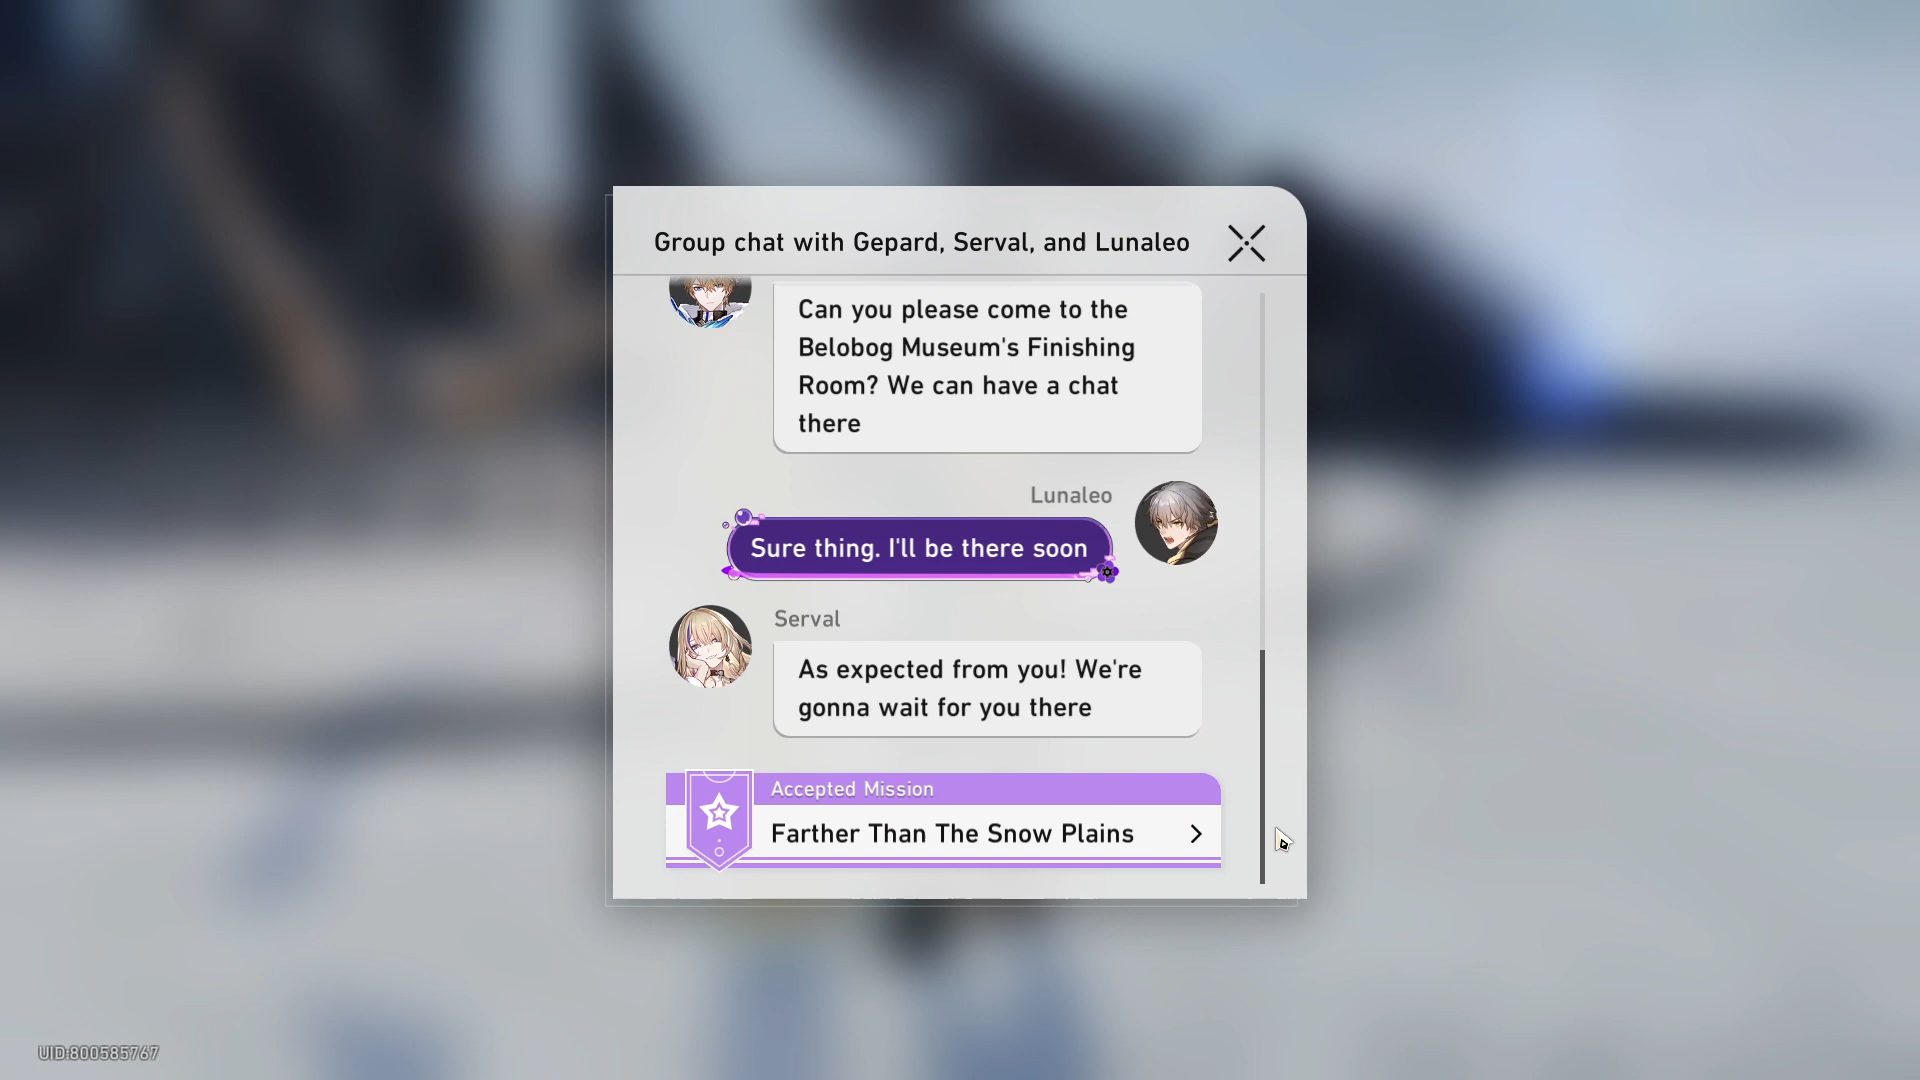 Group chat with Gepard, Serval, and Lunaleo
Can you please come to the
Belobog Museum's Finishing
Room? We can have a chat
there
Lunaleo
Sure thing. I'll be there soon
Serval
As expected from you! We're
gonna wait for you there
Accepted Mission
Farther Than The Snow Plains
UID:800585767